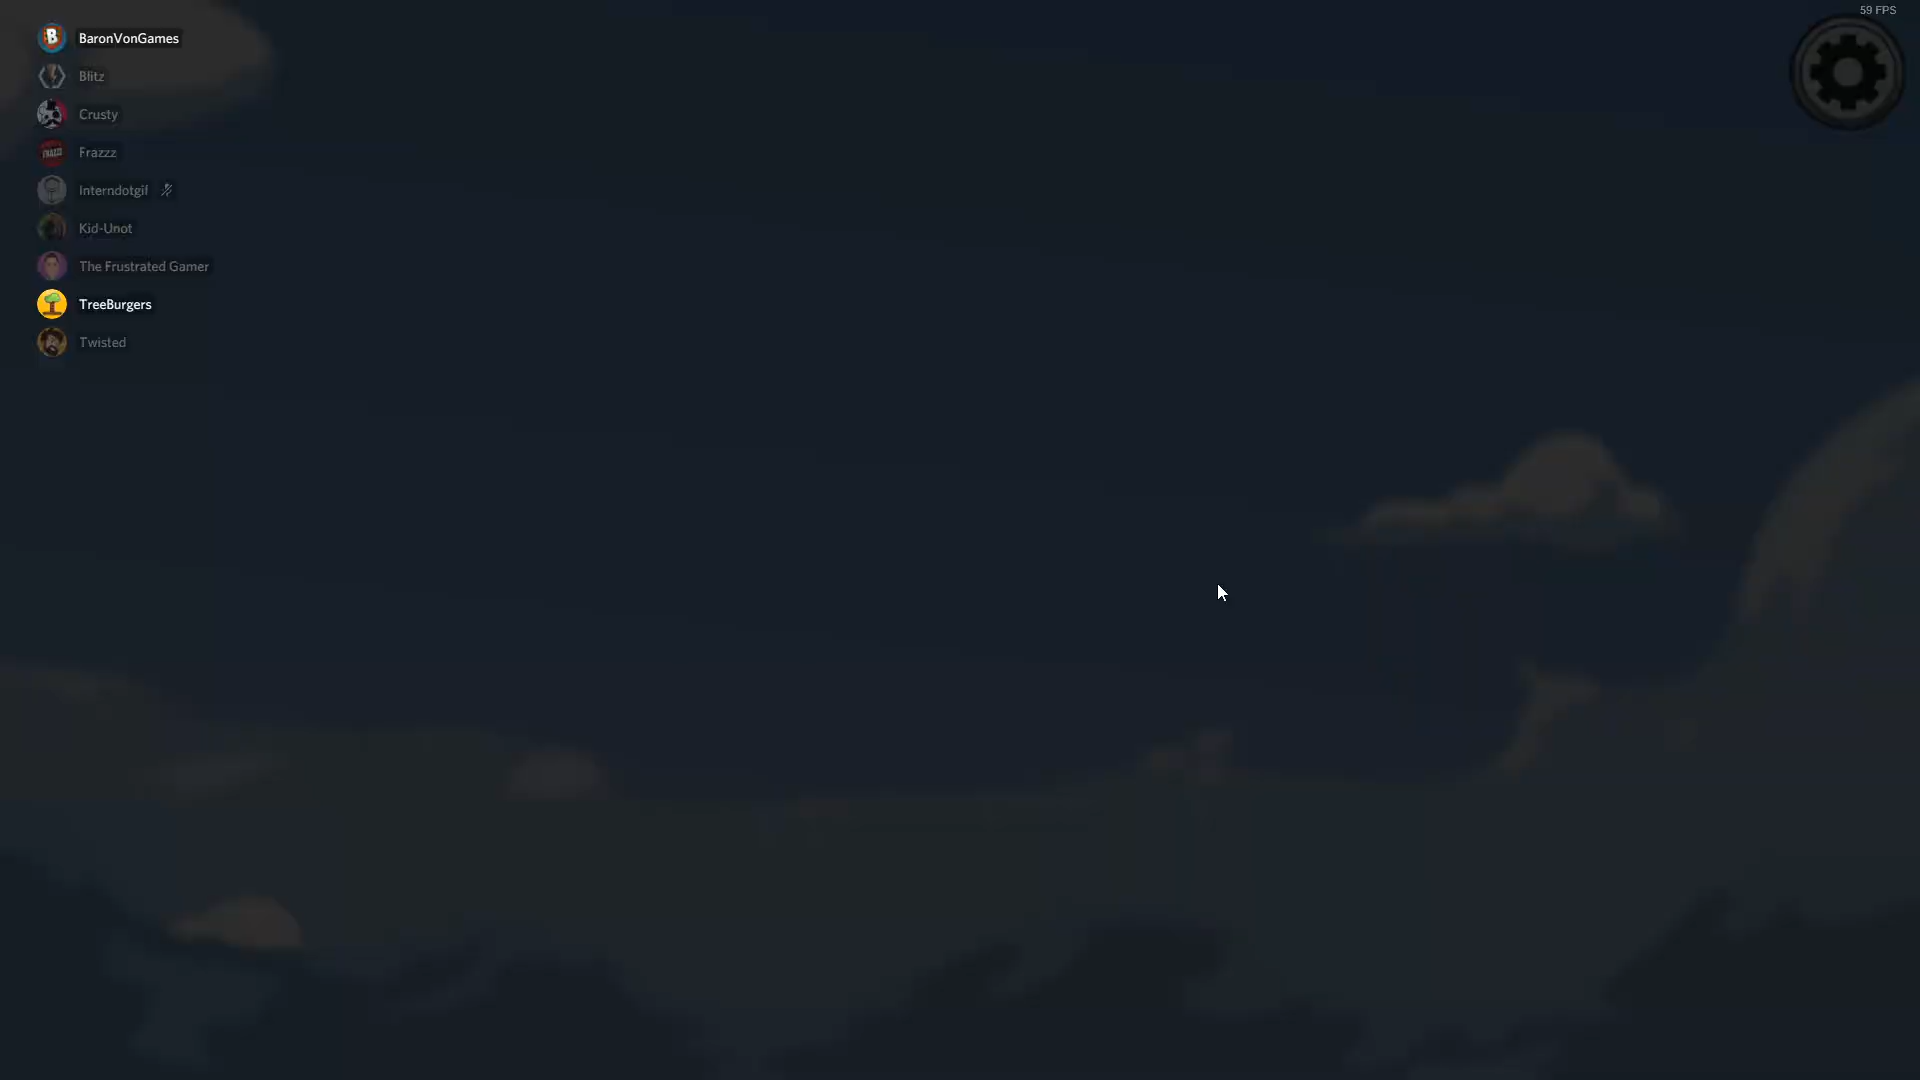 59 FPS
BaronVonGames
Blitz
Crusty
Frazzz
Interndotgif
Kid-Unot
The Frustrated Gamer
TreeBurgers
Twisted